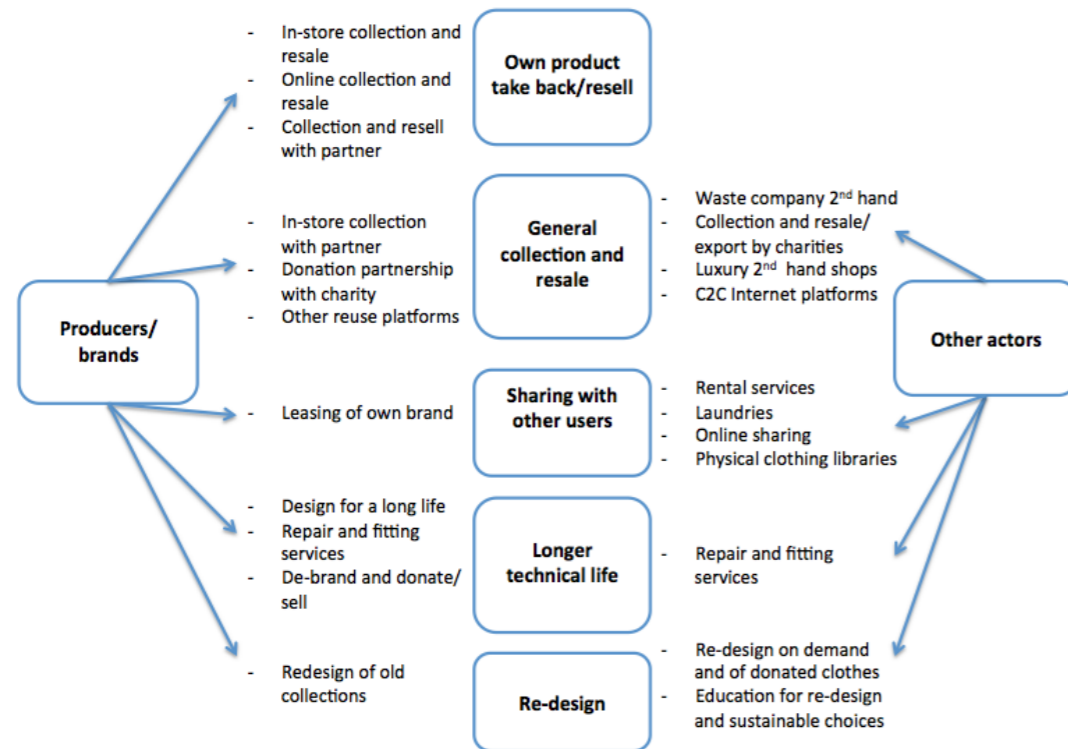 - In-store collection and
resale
- Online collection and
resale
- Collection and resell
with partner
Own product
take back/resell
- In-store collection
with partner
- Donation partnership
with charity
- Other reuse platforms
General
collection and
resale
- Waste company 2nd hand
- Collection and resale/
export by charities
- Luxury 2nd hand shops
- C2C Internet platforms
Producers/
brands
Other actors
- Leasing of own brand
Sharing with
other users
- Rental services
- Laundries
- Online sharing
- Physical clothing libraries
- Design for a long life
- Repair and fitting
services
- De-brand and donate/
sell
Longer
technical life
- Repair and fitting
services
- Redesign of old
collections
Re-design
- Re-design on demand
and of donated clothes
- Education for re-design
and sustainable choices